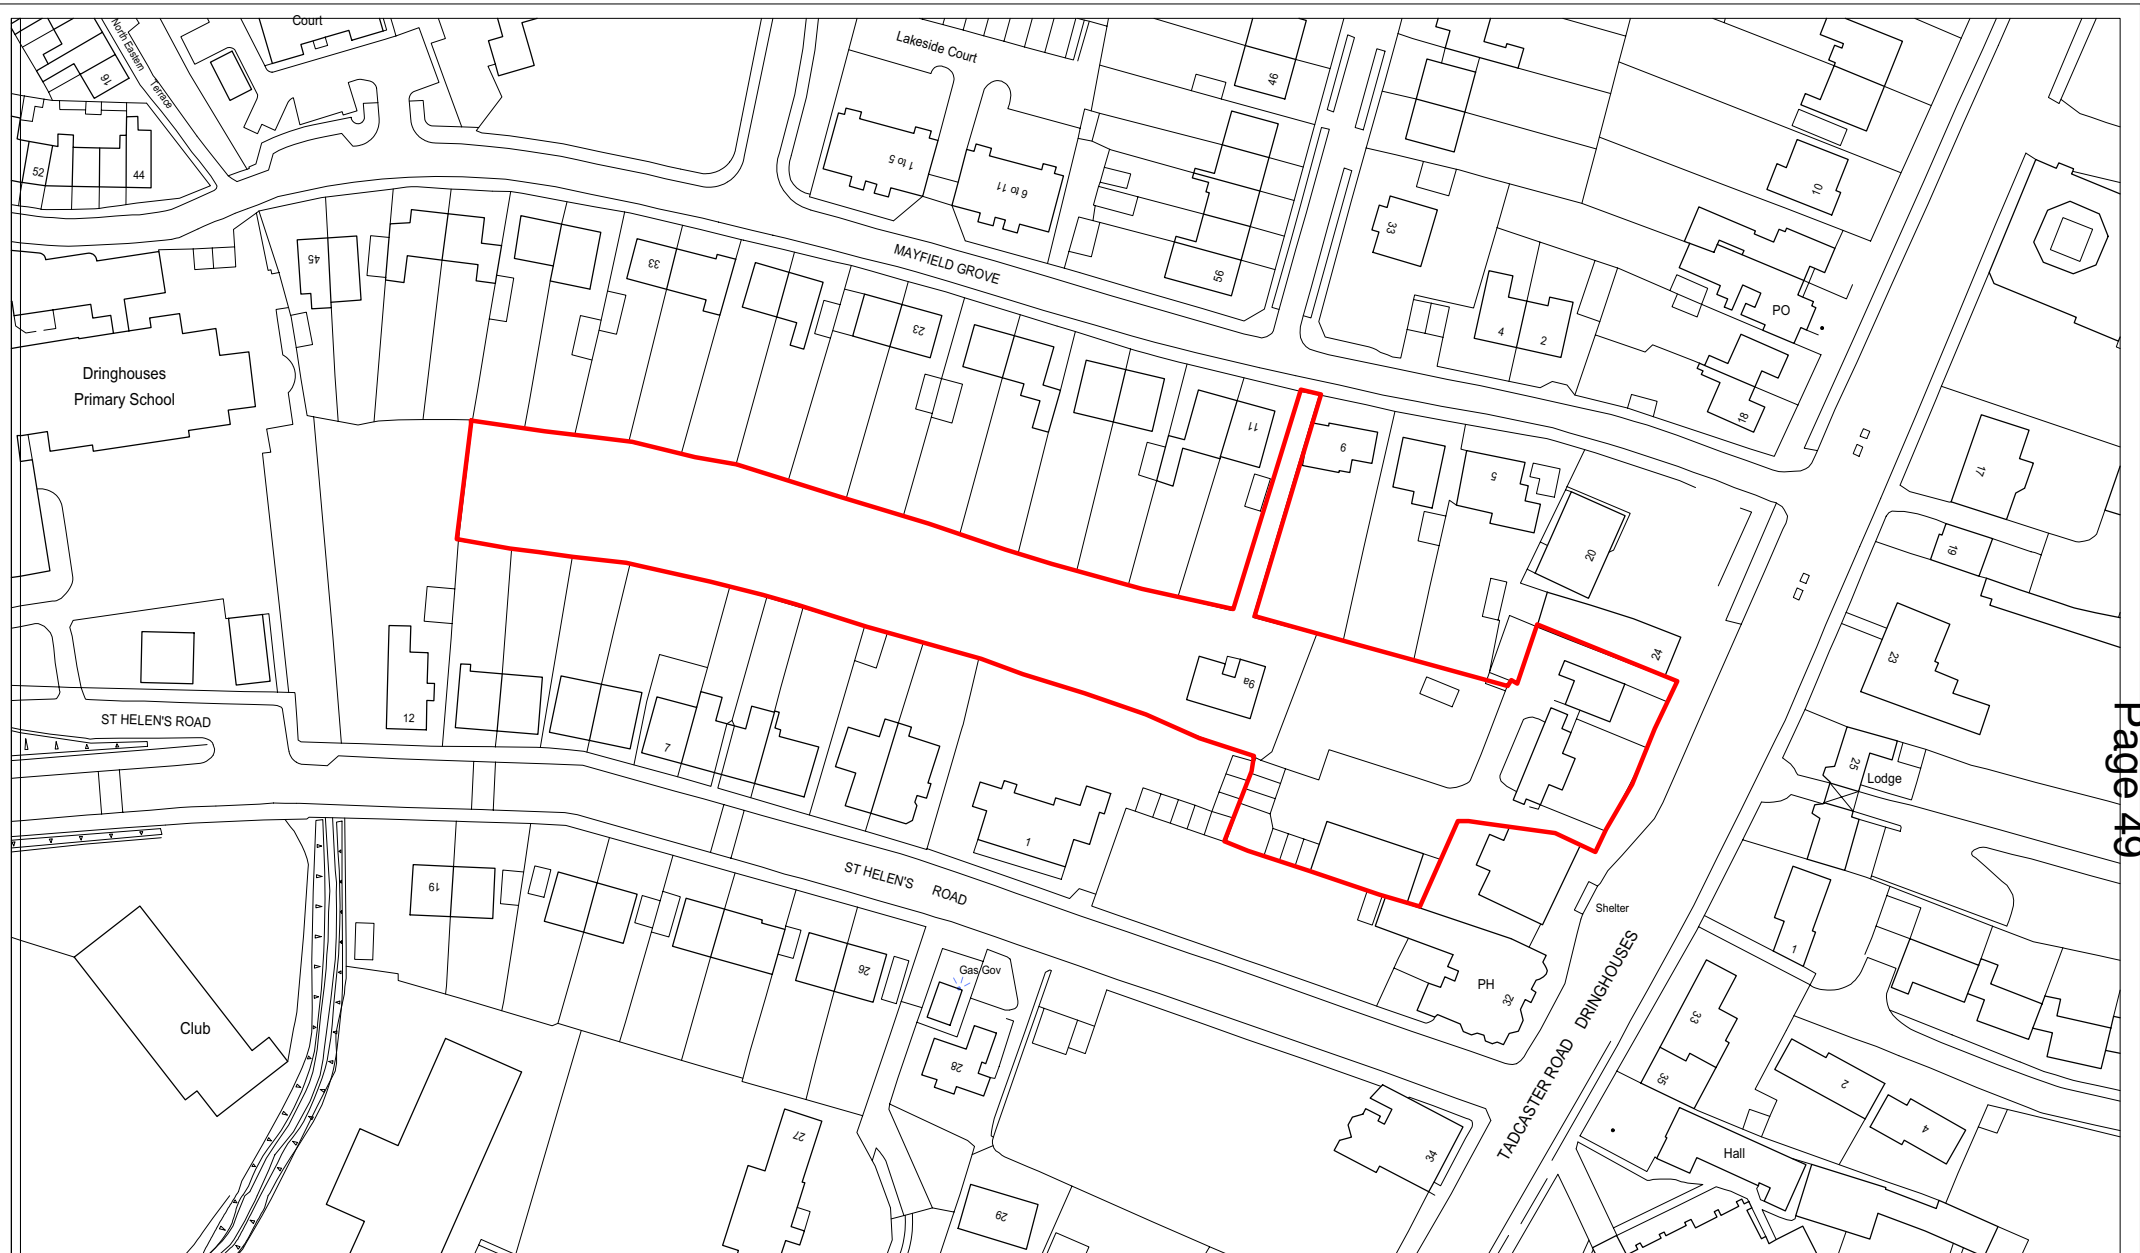 Court
North Eastern
Terrace
16
52
44
Lakeside Court
46
1 to 5
6 to 11
10
33
56
MAYFIELD GROVE
PO
4
2
18
45
33
23
11
9
5
20
17
19
Dringhouses
Primary School
24
23
9a
12
7
1
ST HELEN'S ROAD
25
Lodge
Page 49
ST HELEN'S ROAD
19
26
Shelter
1
Gas Gov
PH
32
TADCASTER ROAD DRINGHOUSES
Club
28
33
35
2
4
27
34
Hall
29